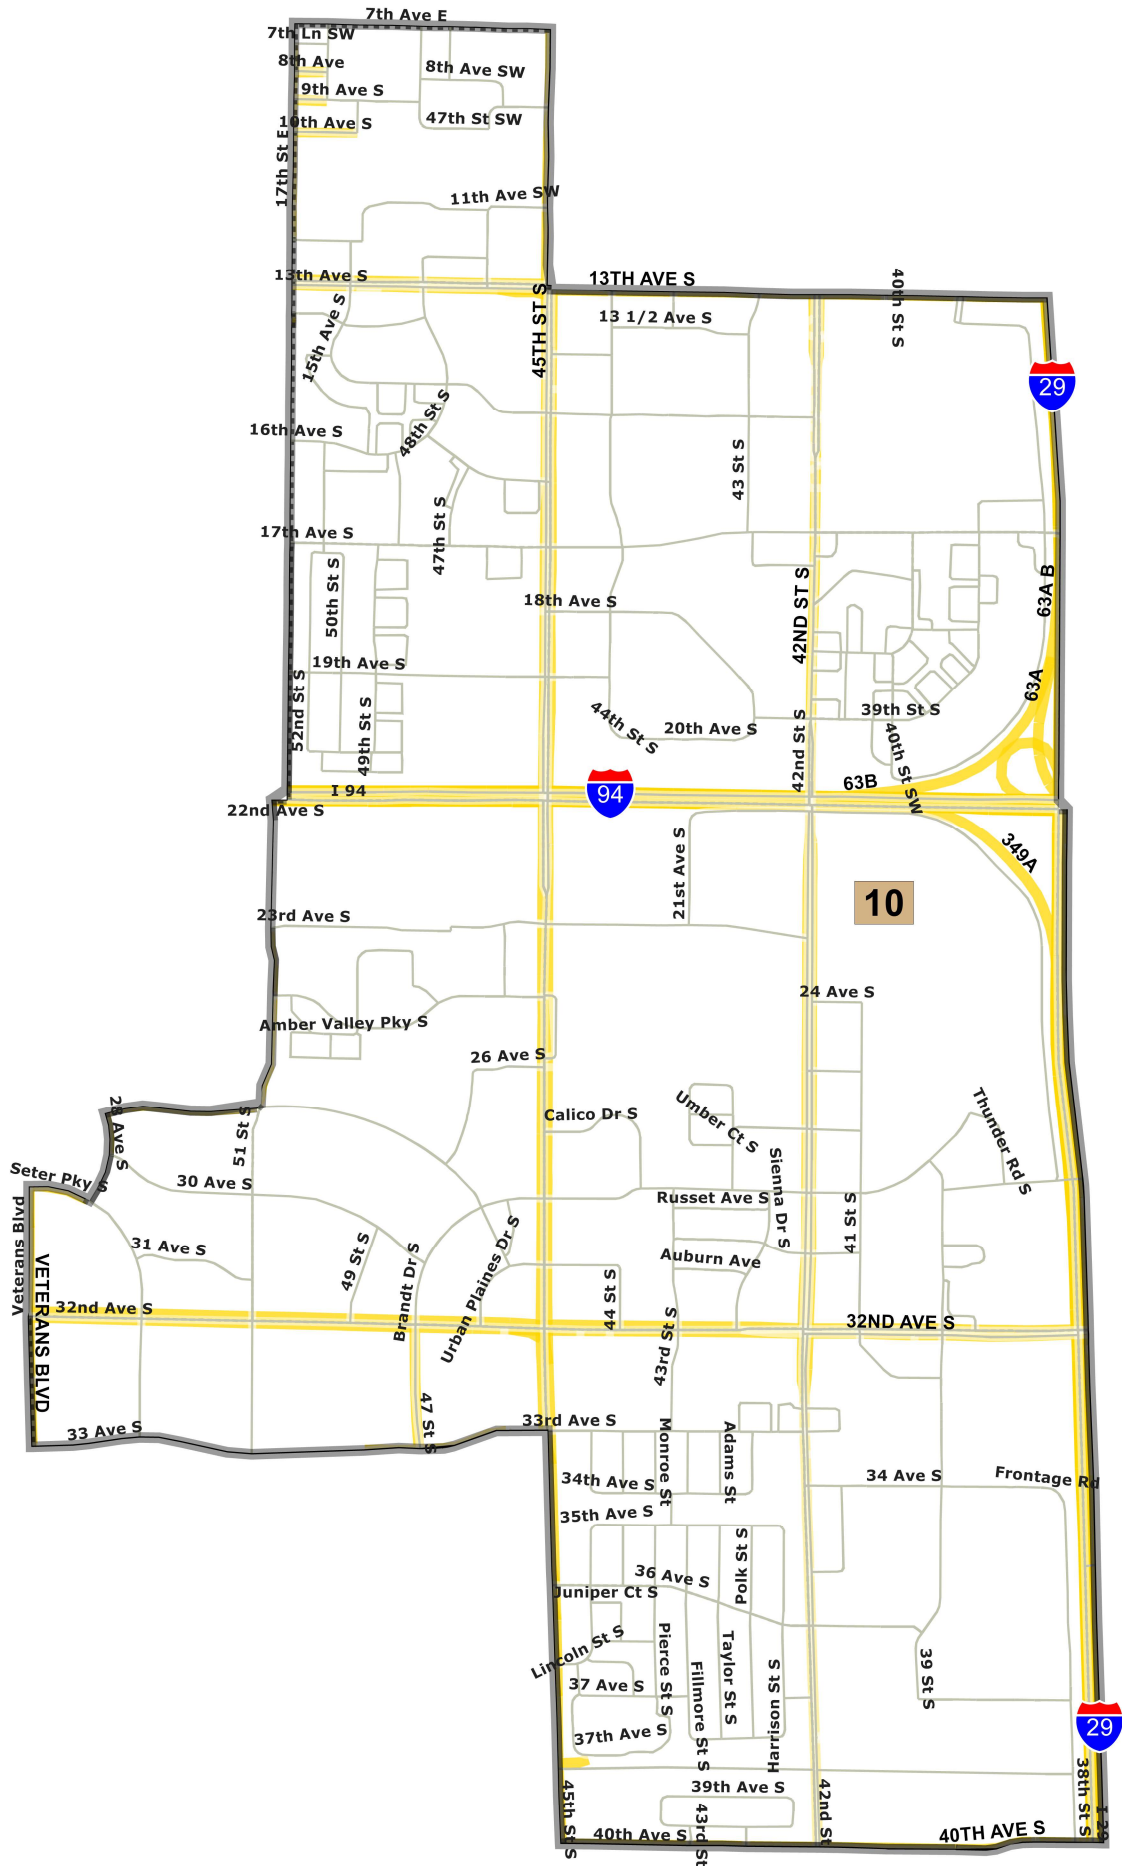 7th Ave E
7th Ln SW
8th Ave
8th Ave SW
9th Ave S
10th Ave S
47th St SW
17th St E
11th Ave SW
13th Ave S
13TH AVE S
40th St S
45TH ST S
13 1/2 Ave S
15th Ave S
29
48th St S
16th Ave S
43 St S
47th St S
17th Ave S
50th St S
18th Ave S
42ND ST S
63A B
19th Ave S
63A
52nd St S
49th St S
44th St S
20th Ave S
39th St S
42nd St S
40th St SW
I 94
94
63B
22nd Ave S
21st Ave S
349A
10
23rd Ave S
24 Ave S
Amber Valley Pky S
26 Ave S
28 Ave S
51 St S
Calico Dr S
Umber Ct S
Thunder Rd S
Seter Pky S
30 Ave S
Sienna Dr S
Russet Ave S
41 St S
Veterans Blvd
31 Ave S
49 St S
Brandt Dr S
Urban Plaines Dr S
Auburn Ave
44 St S
VETERANS BLVD
32nd Ave S
43rd St S
32ND AVE S
47 St S
33 Ave S
33rd Ave S
Monroe St
Adams St
34th Ave S
34 Ave S
Frontage Rd
35th Ave S
36 Ave S
Polk St S
Juniper Ct S
Lincoln St S
Pierce St S
Fillmore St S
Taylor St S
Harrison St S
39 St S
37 Ave S
37th Ave S
29
38th St S
39th Ave S
45th St S
43rd St
42nd St
40th Ave S
40TH AVE S
I 29